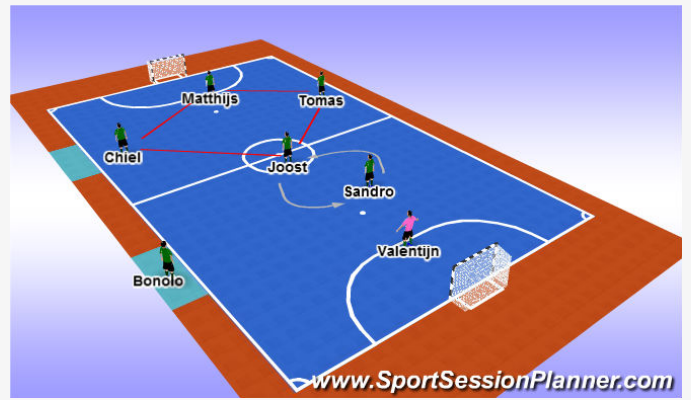 Matthijs
Tomas
Chiel
Joost
Sandro
Valentijn
Bonolo
www.SportSessionPlanner.com